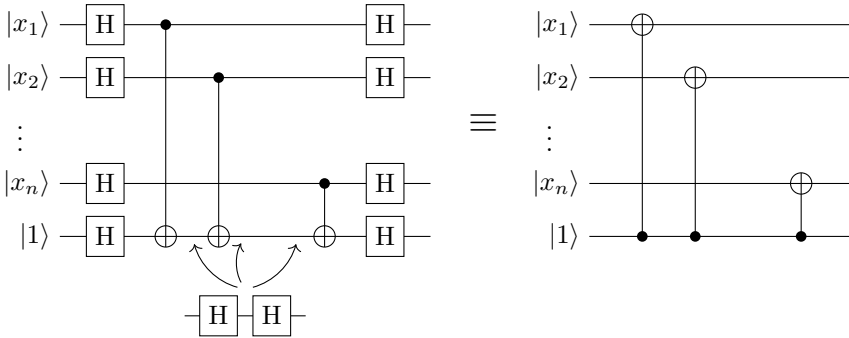 |x₁⟩ H H |x₁⟩
|x₂⟩ H H |x₂⟩
⋮ ≡ ⋮
|xₙ⟩ H H |xₙ⟩
|1⟩ H H |1⟩
H H